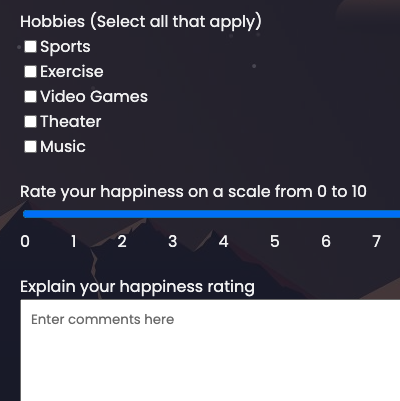 Hobbies (Select all that apply)
Sports
Exercise
Video Games
Theater
Music
Rate your happiness on a scale from 0 to 10
0 1 2 3 4 5 6 7
Explain your happiness rating
Enter comments here